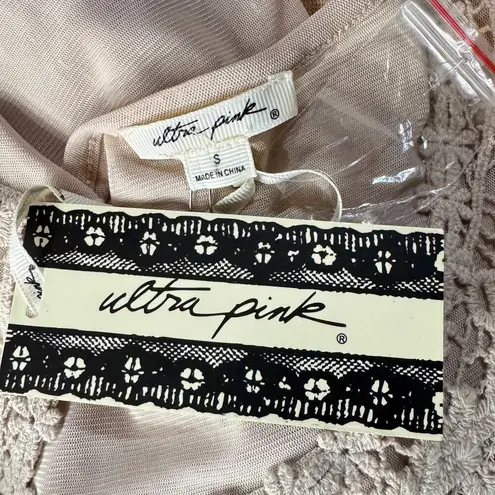 ultra pink ®
S
MADE IN CHINA
ultra pink ®